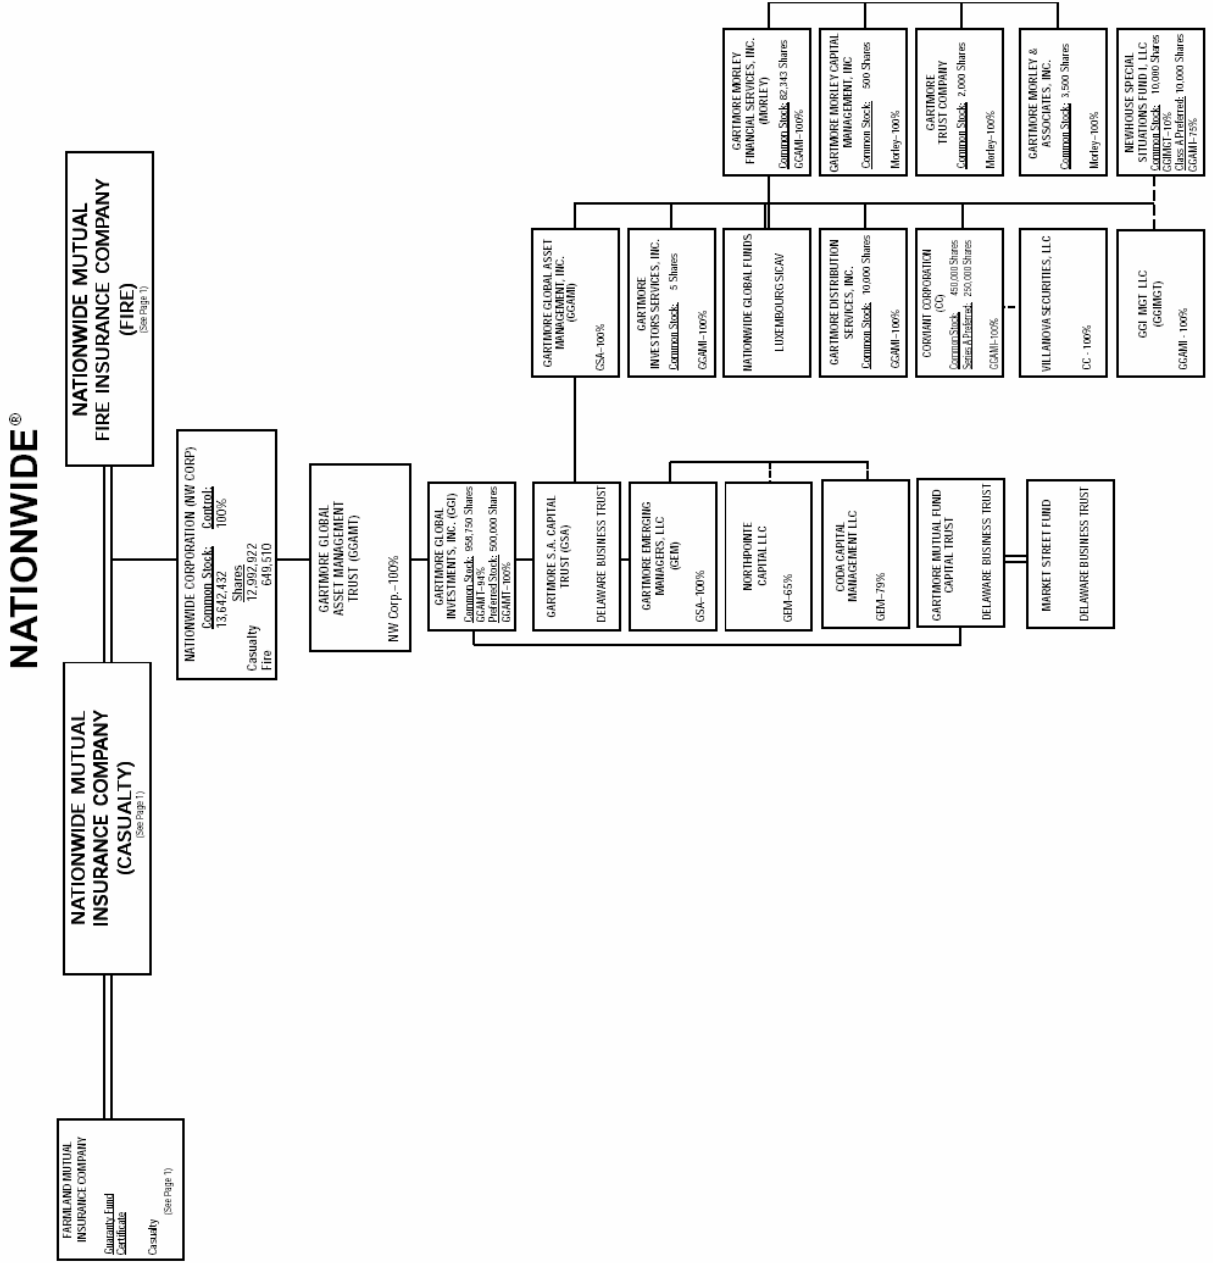 NATIONWIDE®
FARMLAND MUTUAL
INSURANCE COMPANY
Guaranty Fund
Certificate
Casualty
(See Page 1)
NATIONWIDE MUTUAL
INSURANCE COMPANY
(CASUALTY)
(See Page 1)
NATIONWIDE MUTUAL
FIRE INSURANCE COMPANY
(FIRE)
(See Page 1)
NATIONWIDE CORPORATION (NW CORP)
Common Stock: Control:
13,642,432 100%
Shares
Casualty 12,992,922
Fire 649,510
GARTMORE GLOBAL
ASSET MANAGEMENT
TRUST (GGAMT)
NW Corp.–100%
GARTMORE GLOBAL
INVESTMENTS, INC. (GGI)
Common Stock: 958,750 Shares
GGAMT–94%
Preferred Stock: 500,000 Shares
GGAMT–100%
GARTMORE S.A. CAPITAL
TRUST (GSA)
DELAWARE BUSINESS TRUST
GARTMORE EMERGING
MANAGERS, LLC
(GEM)
GSA–100%
NORTHPOINTE
CAPITAL LLC
GEM–65%
CODA CAPITAL
MANAGEMENT LLC
GEM–79%
GARTMORE MUTUAL FUND
CAPITAL TRUST
DELAWARE BUSINESS TRUST
MARKET STREET FUND
DELAWARE BUSINESS TRUST
GARTMORE GLOBAL ASSET
MANAGEMENT, INC.
(GGAMI)
GSA–100%
GARTMORE
INVESTORS SERVICES, INC.
Common Stock: 5 Shares
GGAMI–100%
NATIONWIDE GLOBAL FUNDS
LUXEMBOURG SICAV
GARTMORE DISTRIBUTION
SERVICES, INC.
Common Stock: 10,000 Shares
GGAMI–100%
CORVIANT CORPORATION
(CC)
Common Stock: 450,000 Shares
Series A Preferred: 250,000 Shares
GGAMI–100%
VILLANOVA SECURITIES, LLC
CC - 100%
GGI MGT LLC
(GGIMGT)
GGAMI - 100%
GARTMORE MORLEY
FINANCIAL SERVICES, INC.
(MORLEY)
Common Stock: 82,343 Shares
GGAMI–100%
GARTMORE MORLEY CAPITAL
MANAGEMENT, INC
Common Stock: 500 Shares
Morley–100%
GARTMORE
TRUST COMPANY
Common Stock: 2,000 Shares
Morley–100%
GARTMORE MORLEY &
ASSOCIATES, INC.
Common Stock: 3,500 Shares
Morley–100%
NEWHOUSE SPECIAL
SITUATIONS FUND I, LLC
Common Stock: 10,000 Shares
GGIMGT–10%
Class A Preferred: 10,000 Shares
GGAMI–75%